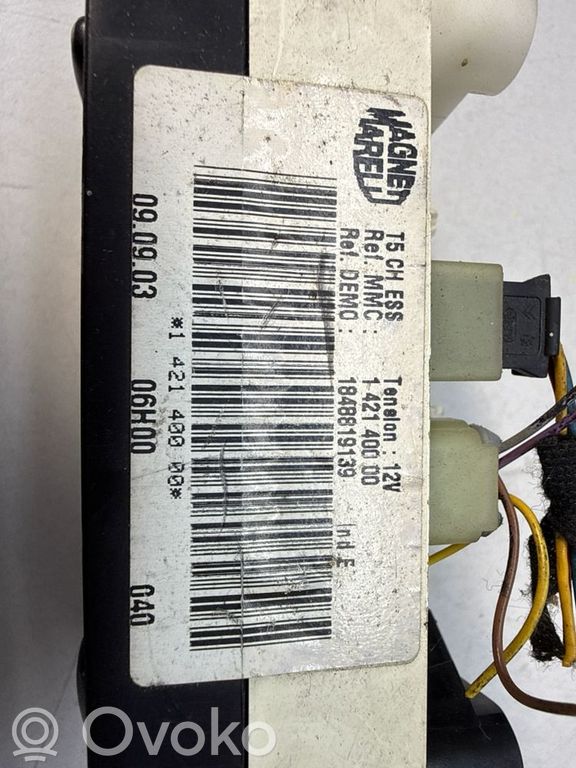 MAGNETI
MARELLI
T5 CH ESS Tension : 12V
Ref. MMC : 1 421 400 00
Ref. DEMO : 1848819139 Ind E
*1 421 400 00*
09.09.03 06H00 040
Ovoko